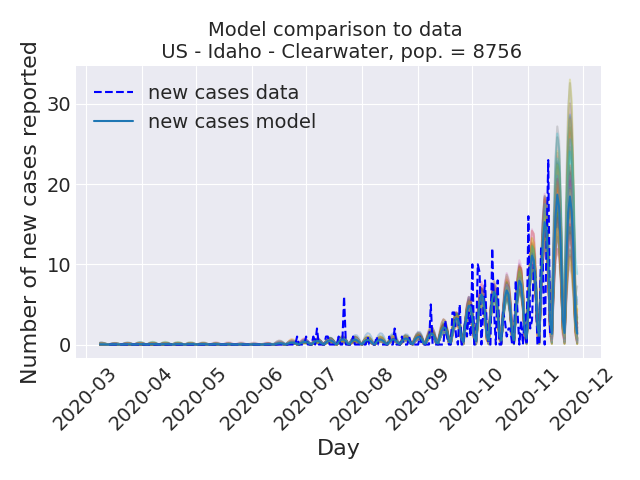 Model comparison to data
US - Idaho - Clearwater, pop. = 8756
Number of new cases reported
30
20
10
0
new cases data
new cases model
2020-03
2020-04
2020-05
2020-06
2020-07
2020-08
2020-09
2020-10
2020-11
2020-12
Day